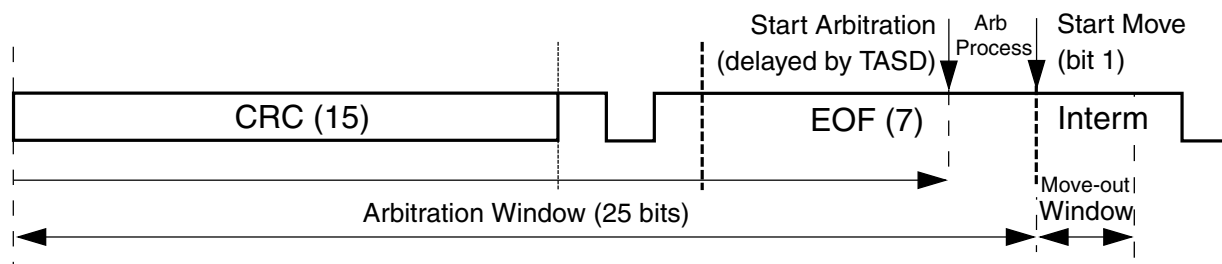 Start Arbitration
(delayed by TASD)
Arb
Process
Start Move
(bit 1)
CRC (15)
EOF (7)
Interm
Arbitration Window (25 bits)
Move-out
Window